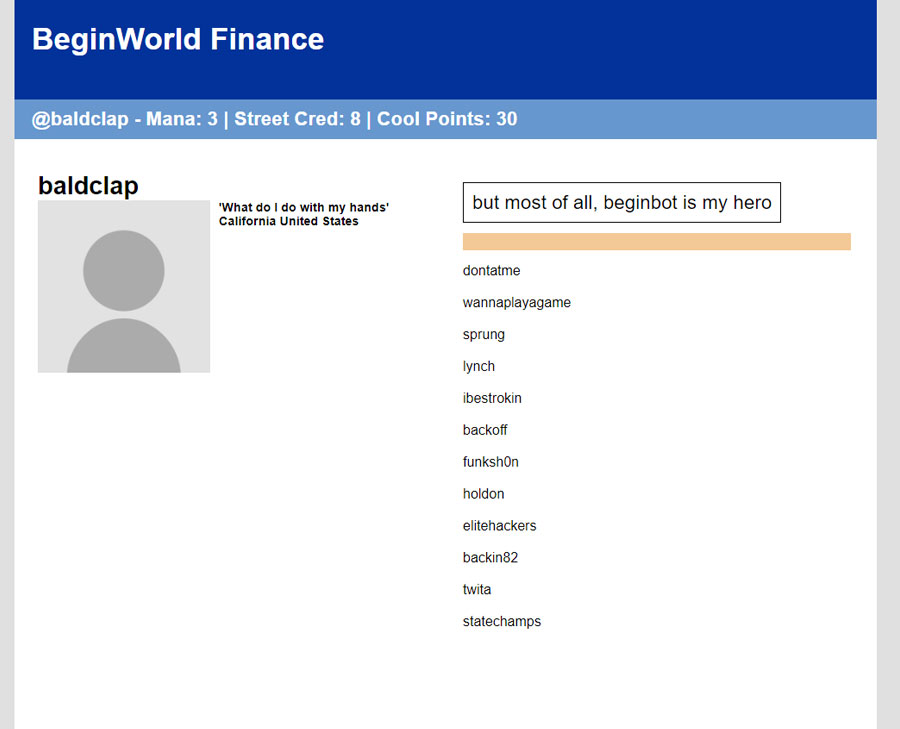 BeginWorld Finance
@baldclap - Mana: 3 | Street Cred: 8 | Cool Points: 30
baldclap
'What do I do with my hands'
California United States
but most of all, beginbot is my hero
dontatme
wannaplayagame
sprung
lynch
ibestrokin
backoff
funksh0n
holdon
elitehackers
backin82
twita
statechamps